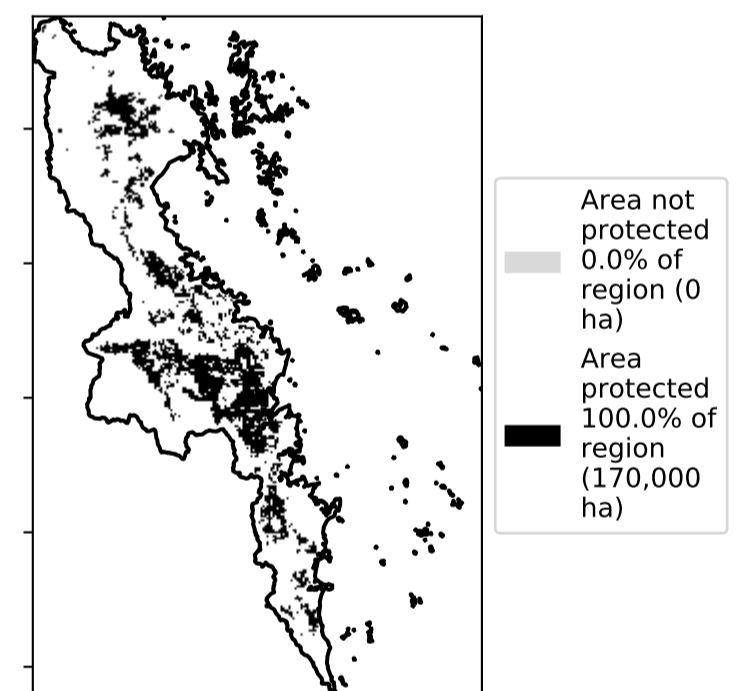 Area not
protected
0.0% of
region (0
ha)
Area
protected
100.0% of
region
(170,000
ha)